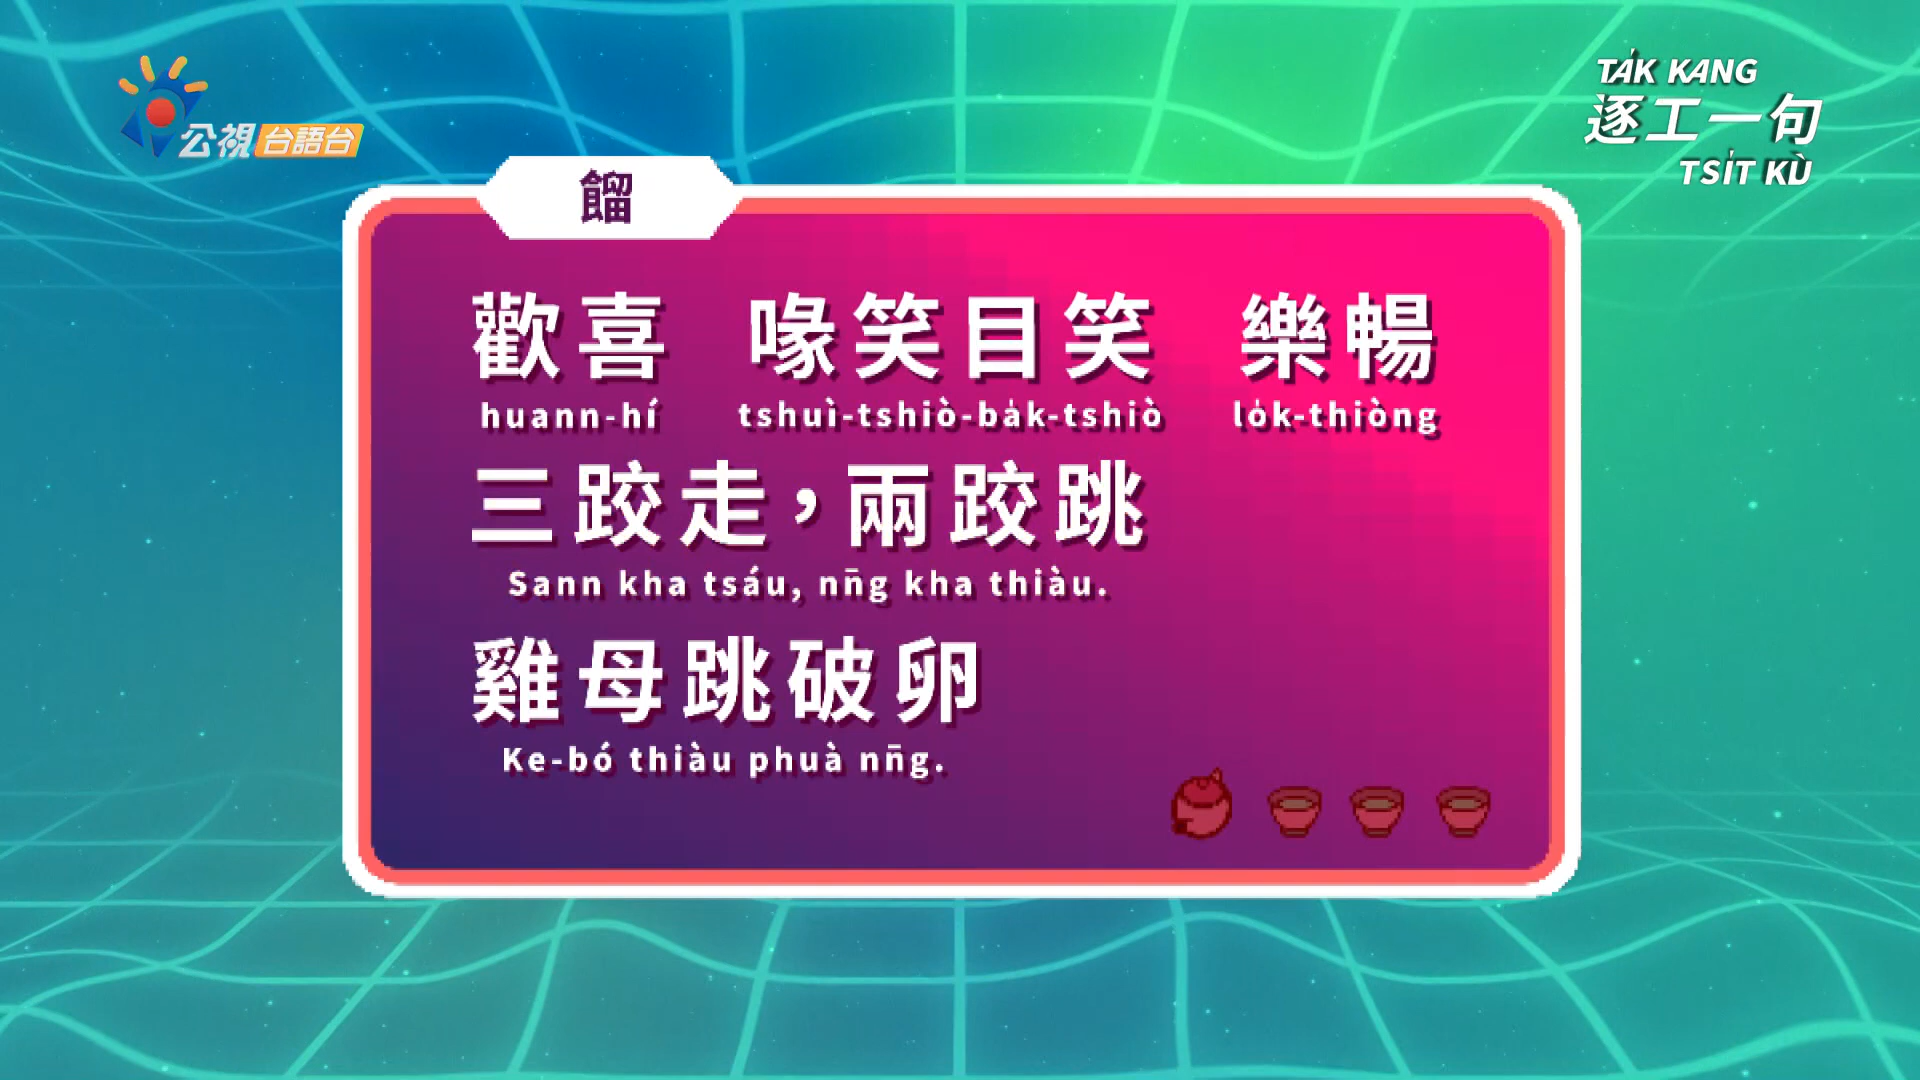 公視 台語台
TA̍K KANG
逐工一句
TSI̍T KÙ
餾
歡喜 喙笑目笑 樂暢
huann-hí tshuì-tshiò-ba̍k-tshiò lo̍k-thiòng
三跤走，兩跤跳
Sann kha tsáu, nn̄g kha thiàu.
雞母跳破卵
Ke-bó thiàu phuà nn̄g.